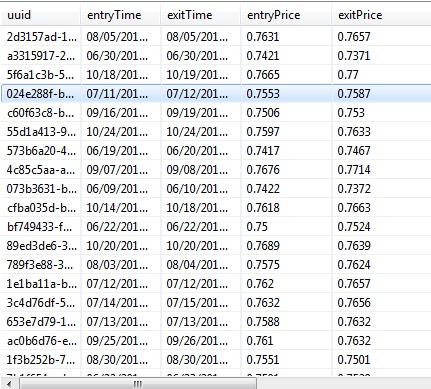 uuid entryTime exitTime entryPrice exitPrice
2d3157ad-1... 08/05/201... 08/05/201... 0.7631 0.7657
a3315917-2... 06/30/201... 06/30/201... 0.7421 0.7371
5f6a1c3b-5... 10/18/201... 10/19/201... 0.7665 0.77
024e288f-b... 07/11/201... 07/12/201... 0.7553 0.7587
c60f63c8-b... 09/16/201... 09/19/201... 0.7506 0.753
55d1a413-9... 10/24/201... 10/24/201... 0.7597 0.7633
573b6a20-4... 06/19/201... 06/20/201... 0.7417 0.7467
4c85c5aa-a... 09/07/201... 09/08/201... 0.7676 0.7714
073b3631-b... 06/09/201... 06/10/201... 0.7422 0.7372
cfba035d-b... 10/14/201... 10/18/201... 0.7618 0.7663
bf749433-f... 06/22/201... 06/22/201... 0.75 0.7524
89ed3de6-3... 10/20/201... 10/20/201... 0.7689 0.7639
789f3e88-3... 08/03/201... 08/04/201... 0.7575 0.7624
1e1ba11a-b... 07/12/201... 07/12/201... 0.762 0.7657
3c4d76df-5... 07/14/201... 07/15/201... 0.7632 0.7656
653e7d79-1... 07/13/201... 07/13/201... 0.7588 0.7632
ac0b6d76-e... 09/25/201... 09/26/201... 0.761 0.7632
1f3b252b-7... 08/30/201... 08/30/201... 0.7551 0.7501